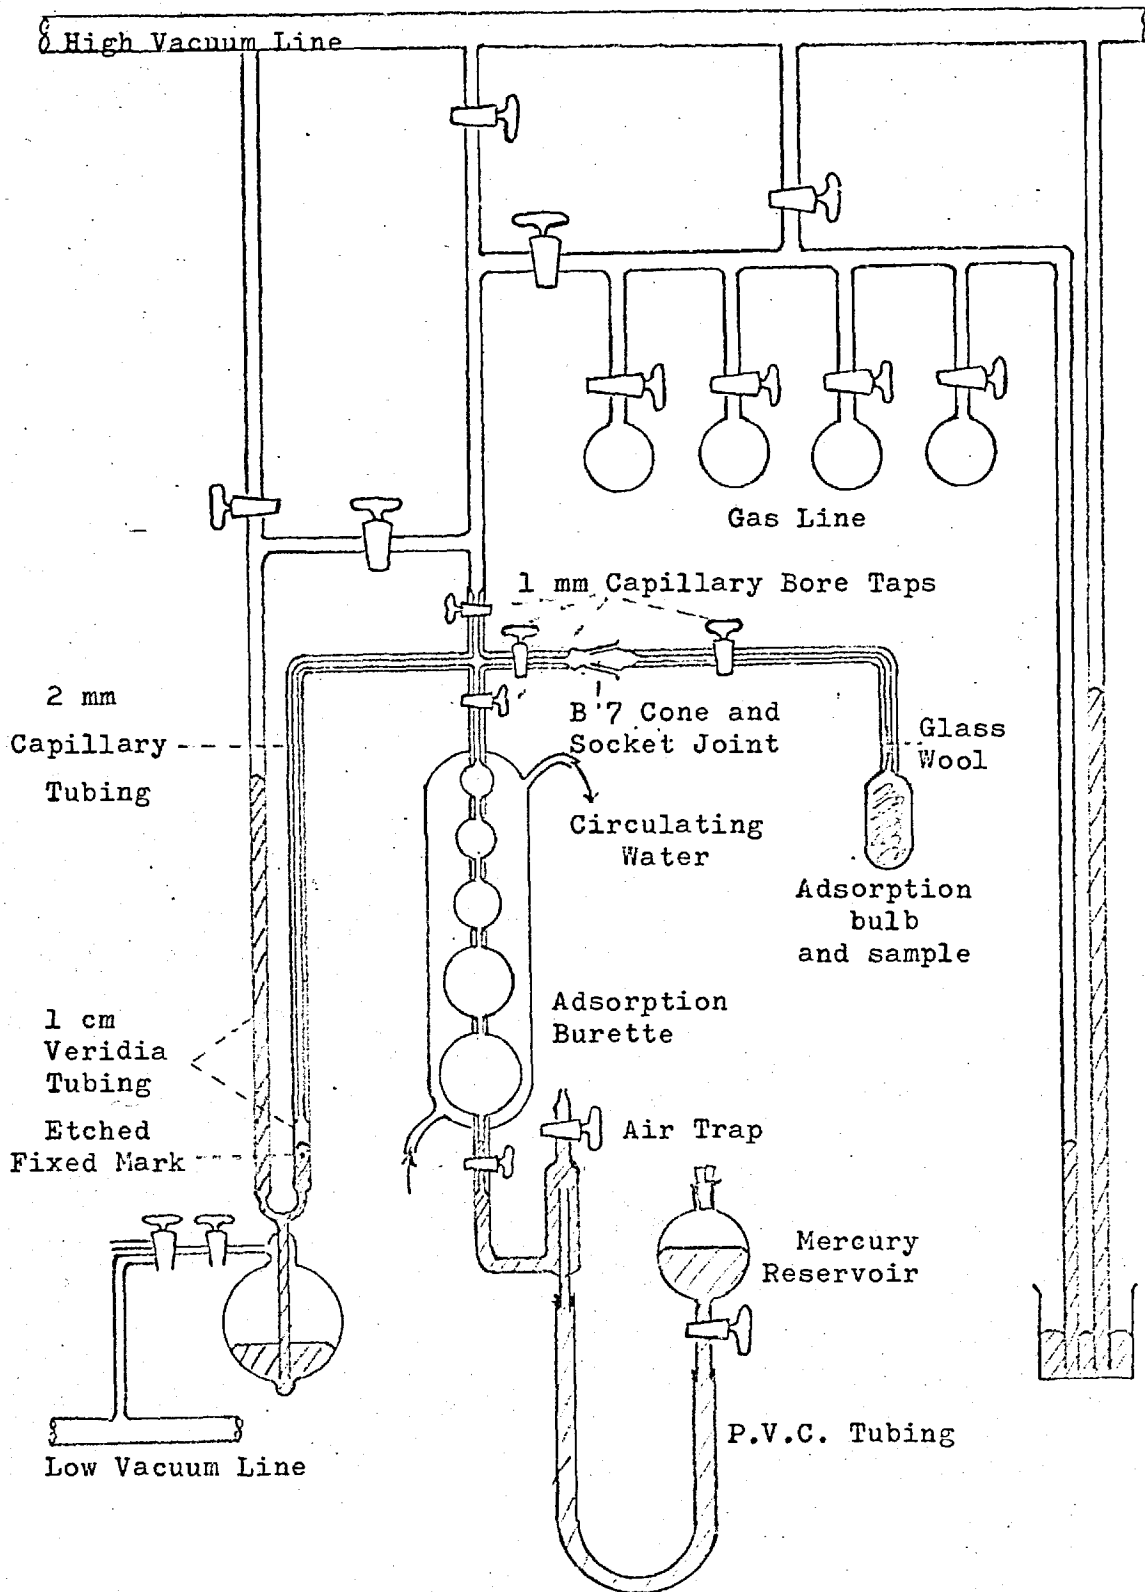 High Vacuum Line
Gas Line
1 mm Capillary Bore Taps
2 mm
Capillary
Tubing
B 7 Cone and
Socket Joint
Glass
Wool
Circulating
Water
Adsorption
bulb
and sample
Adsorption
Burette
1 cm
Veridia
Tubing
Etched
Fixed Mark
Air Trap
Mercury
Reservoir
P.V.C. Tubing
Low Vacuum Line